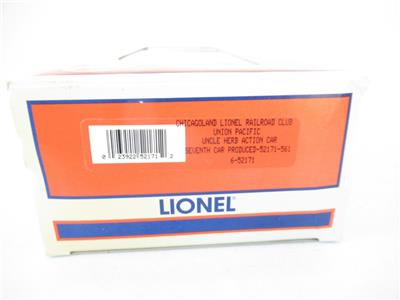 CHICAGOLAND LIONEL RAILROAD CLUB
UNION PACIFIC
UNCLE HERB ACTION CAR
SEVENTH CAR PRODUCED-52171-561
6-52171
0 23922 52171 2
LIONEL